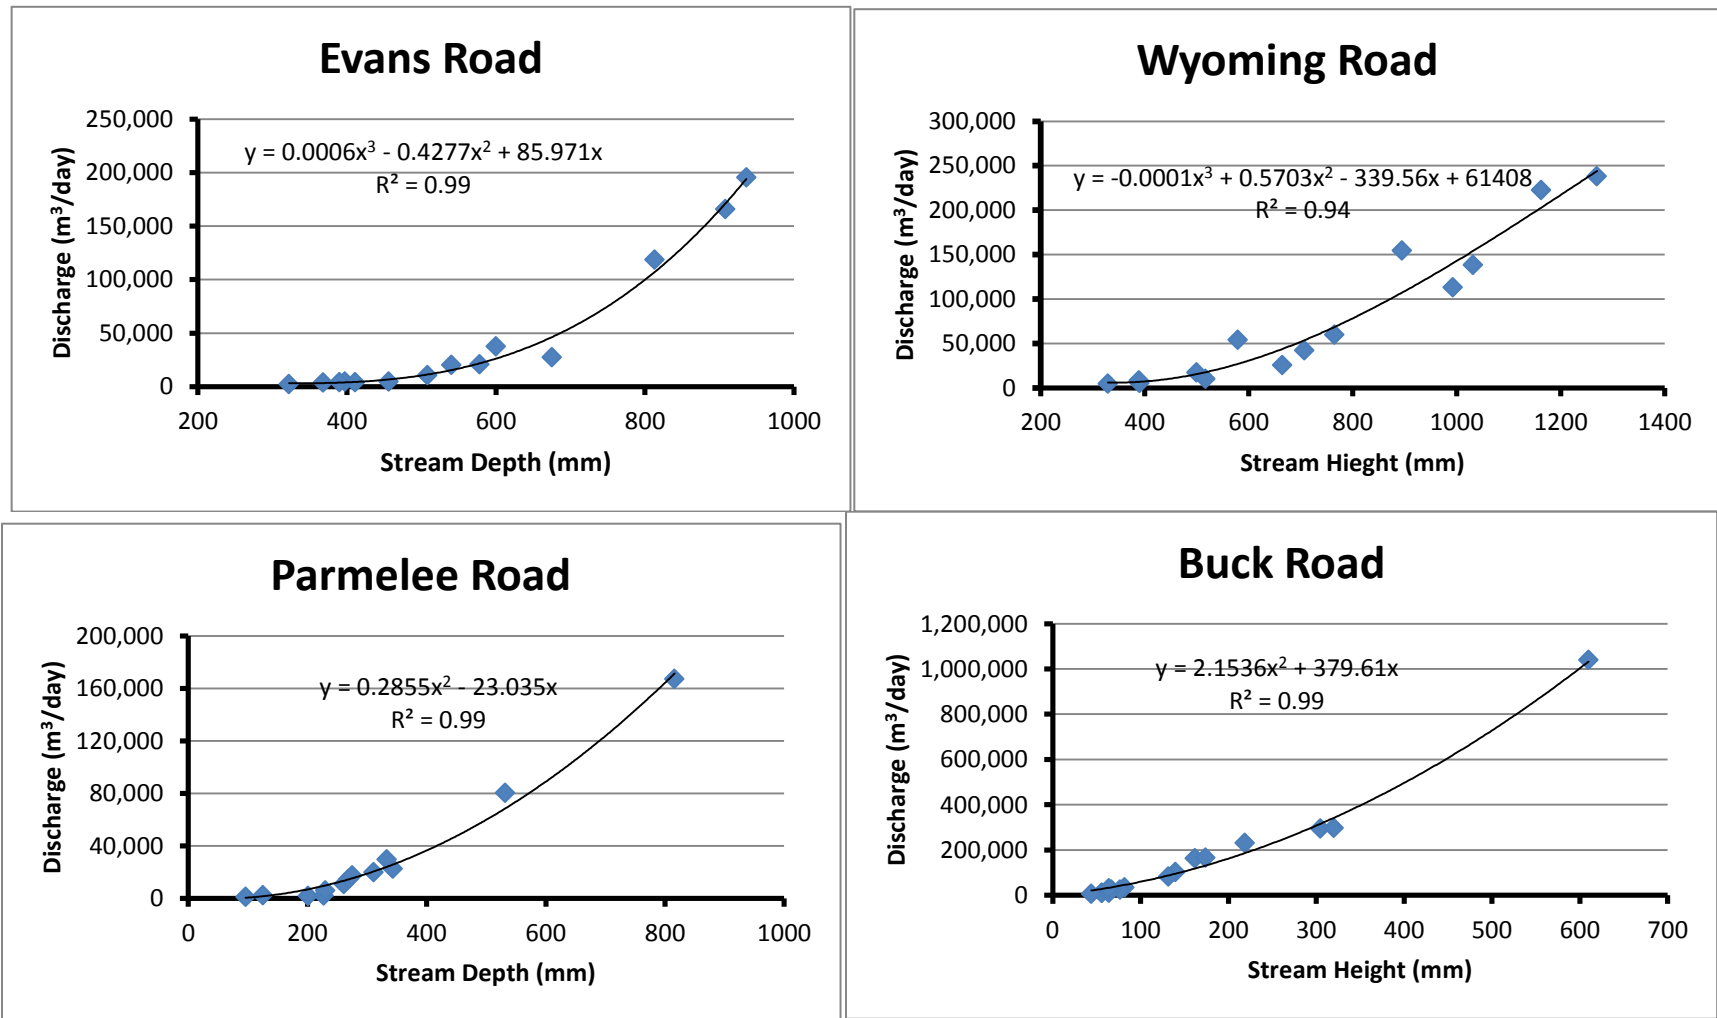 Evans Road
250,000
200,000
150,000
100,000
50,000
0
200 400 600 800 1000
Discharge (m³/day)
Stream Depth (mm)
y = 0.0006x³ - 0.4277x² + 85.971x
R² = 0.99
Wyoming Road
300,000
250,000
200,000
150,000
100,000
50,000
0
200 400 600 800 1000 1200 1400
Discharge (m³/day)
Stream Hieght (mm)
y = -0.0001x³ + 0.5703x² - 339.56x + 61408
R² = 0.94
Parmelee Road
200,000
160,000
120,000
80,000
40,000
0
0 200 400 600 800 1000
Discharge (m³/day)
Stream Depth (mm)
y = 0.2855x² - 23.035x
R² = 0.99
Buck Road
1,200,000
1,000,000
800,000
600,000
400,000
200,000
0
0 100 200 300 400 500 600 700
Discharge (m³/day)
Stream Height (mm)
y = 2.1536x² + 379.61x
R² = 0.99